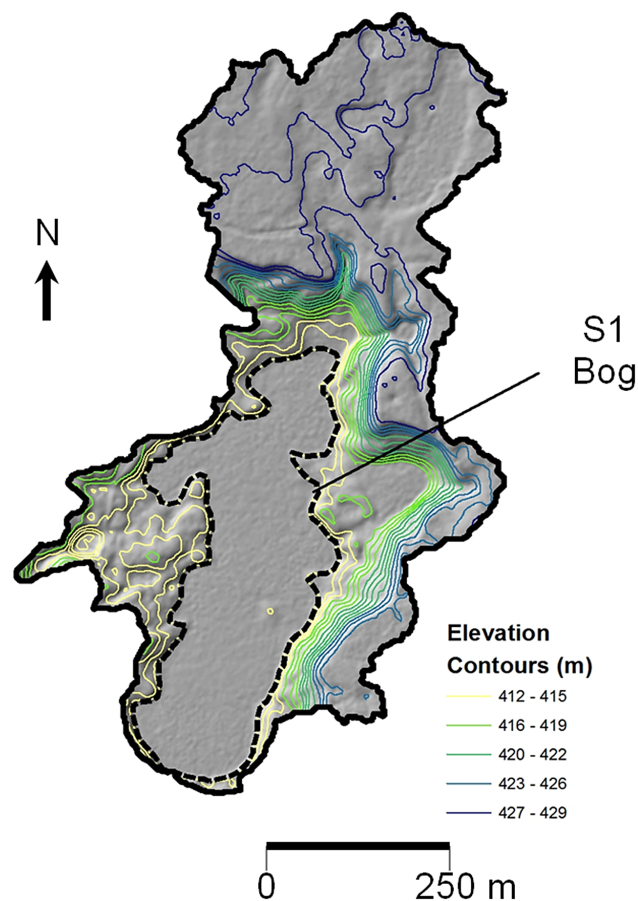 N
S1
Bog
Elevation
Contours (m)
412 - 415
416 - 419
420 - 422
423 - 426
427 - 429
0 250 m